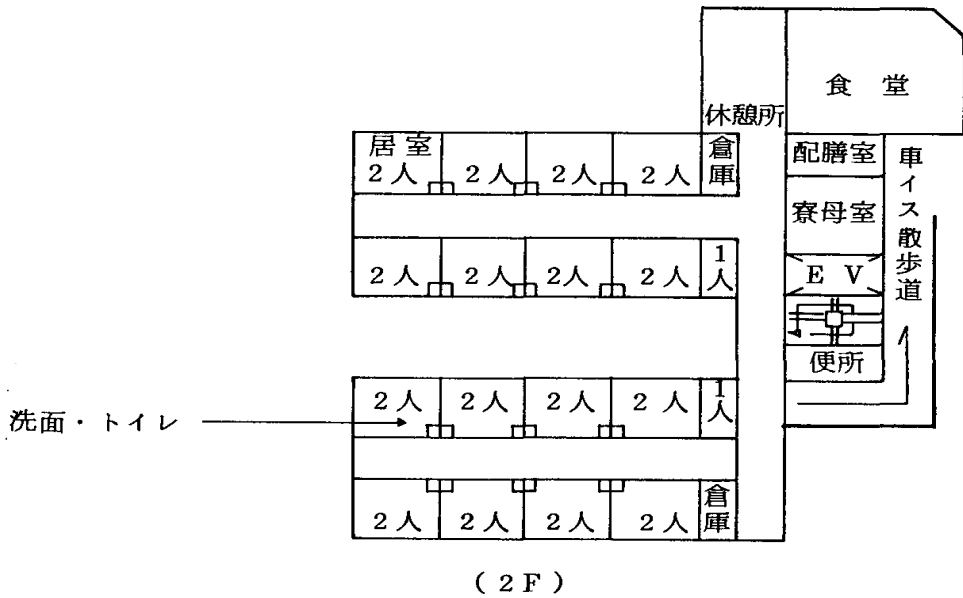 食堂
休憩所
居室
2人 2人 2人 2人 倉庫
配膳室
車イス散歩道
寮母室
2人 2人 2人 2人 1人
EV
便所
2人 2人 2人 2人 1人
洗面・トイレ
2人 2人 2人 2人 倉庫
(2F)